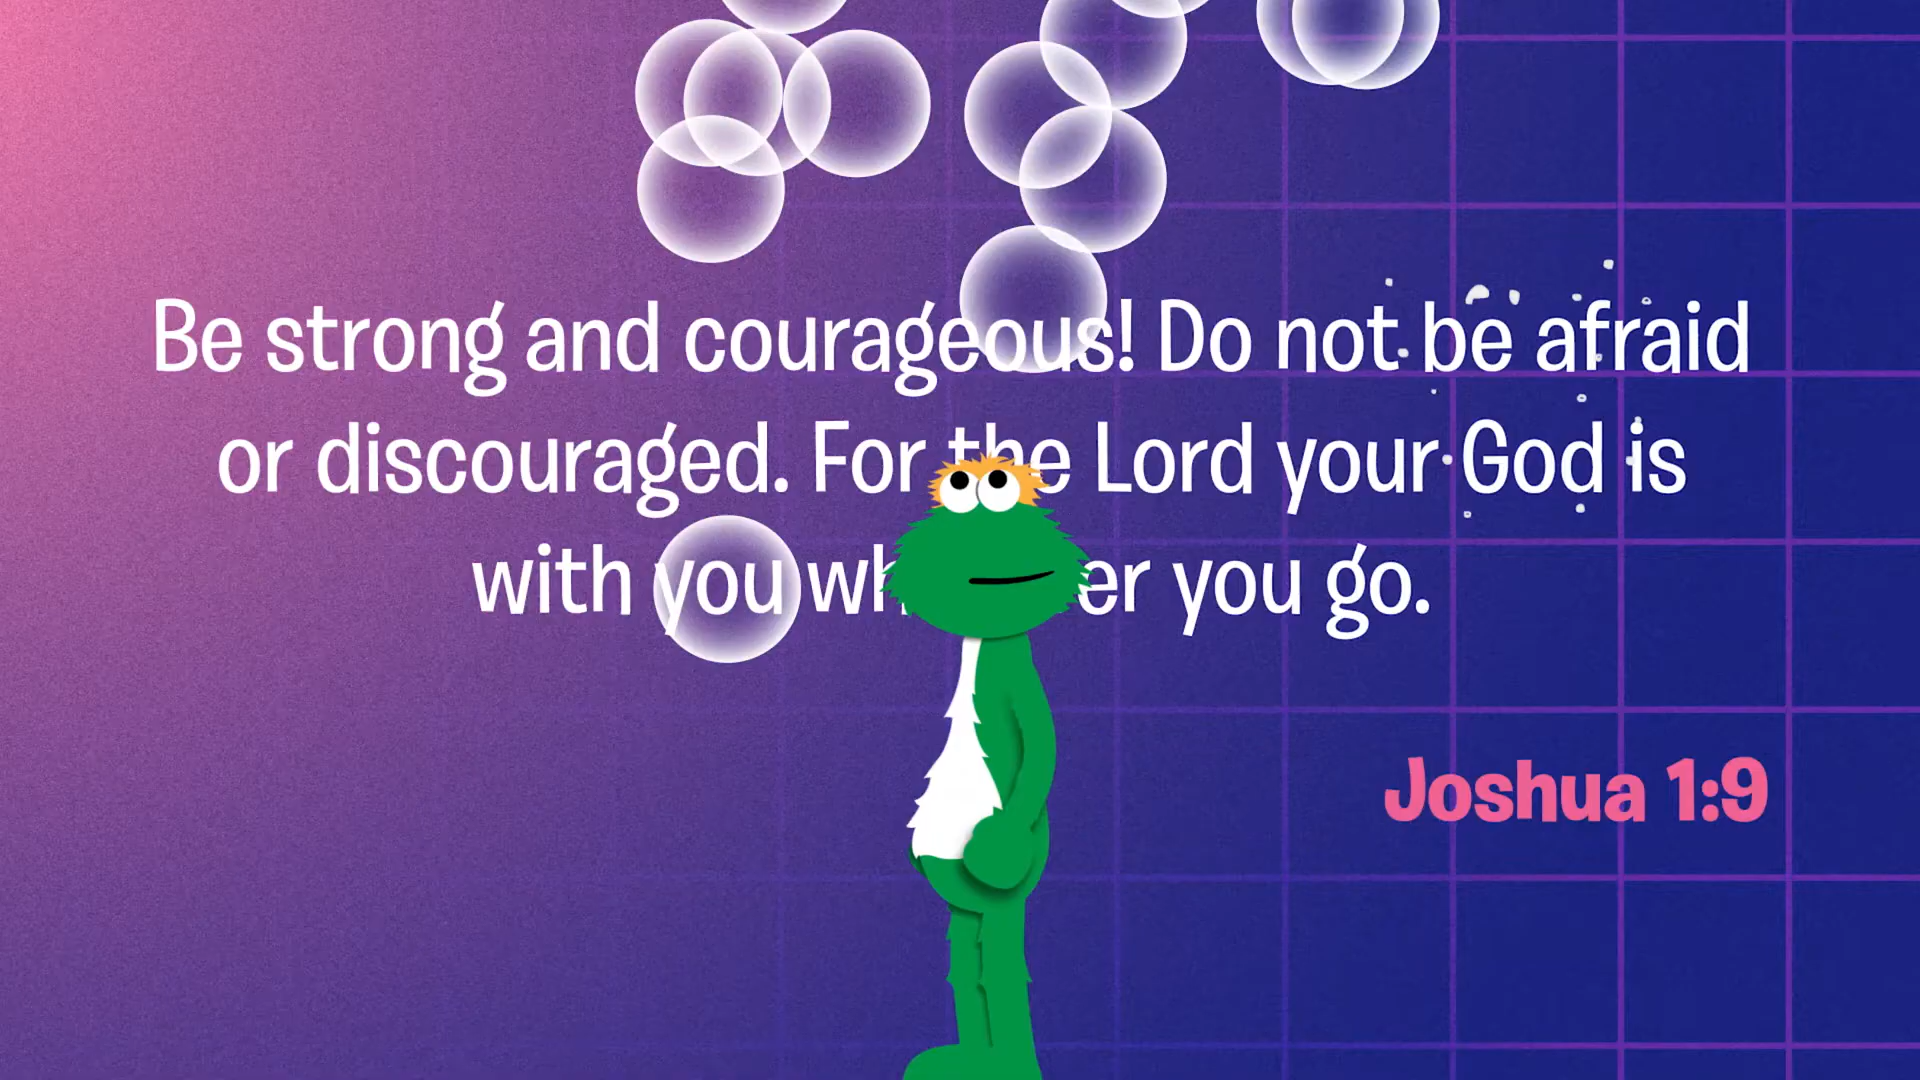 Be strong and courageous! Do not be afraid
or discouraged. For the Lord your God is
with you you go.
Joshua 1:9